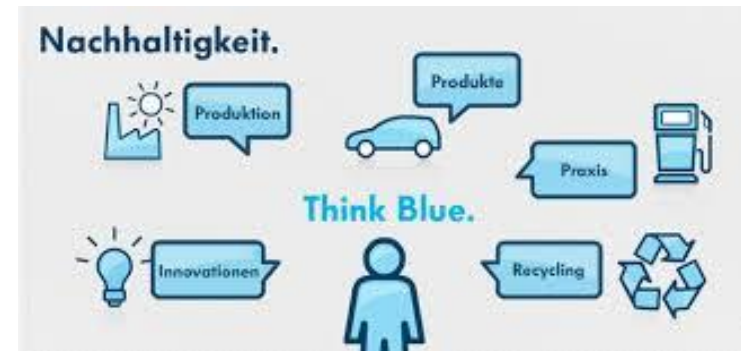 Nachhaltigkeit.
Produktion
Produkte
Praxis
Think Blue.
Innovationen
Recycling